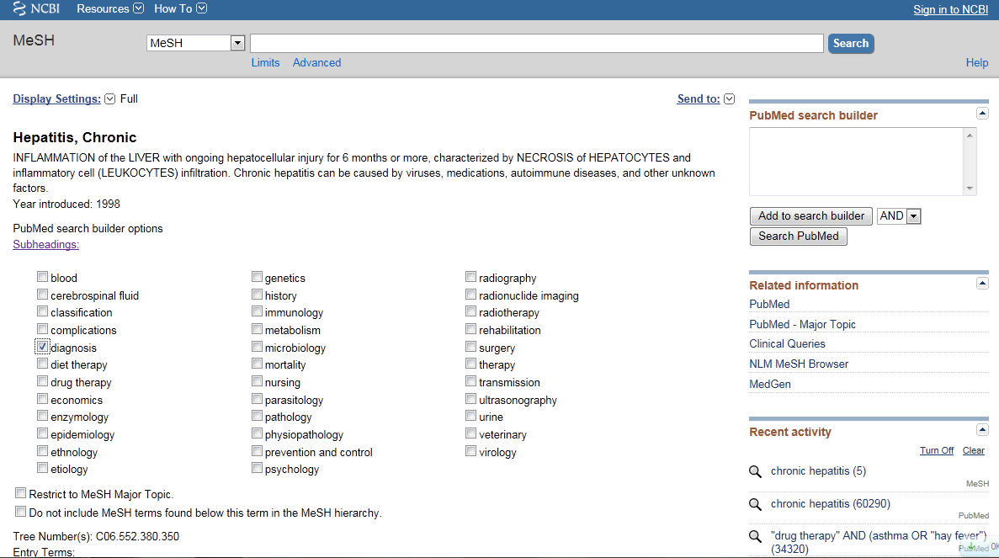 NCBI Resources How To Sign in to NCBI
MeSH MeSH Search
Limits Advanced Help
Display Settings: Full Send to:
Hepatitis, Chronic
INFLAMMATION of the LIVER with ongoing hepatocellular injury for 6 months or more, characterized by NECROSIS of HEPATOCYTES and
inflammatory cell (LEUKOCYTES) infiltration. Chronic hepatitis can be caused by viruses, medications, autoimmune diseases, and other unknown
factors.
Year introduced: 1998
PubMed search builder options
Subheadings:
blood
cerebrospinal fluid
classification
complications
diagnosis
diet therapy
drug therapy
economics
enzymology
epidemiology
ethnology
etiology
genetics
history
immunology
metabolism
microbiology
mortality
nursing
parasitology
pathology
physiopathology
prevention and control
psychology
radiography
radionuclide imaging
radiotherapy
rehabilitation
surgery
therapy
transmission
ultrasonography
urine
veterinary
virology
Restrict to MeSH Major Topic.
Do not include MeSH terms found below this term in the MeSH hierarchy.
Tree Number(s): C06.552.380.350
Entry Terms:
PubMed search builder
Add to search builder AND
Search PubMed
Related information
PubMed
PubMed - Major Topic
Clinical Queries
NLM MeSH Browser
MedGen
Recent activity
Turn Off Clear
chronic hepatitis (5)
MeSH
chronic hepatitis (60290)
PubMed
"drug therapy" AND (asthma OR "hay fever")
(34320)
PubMed